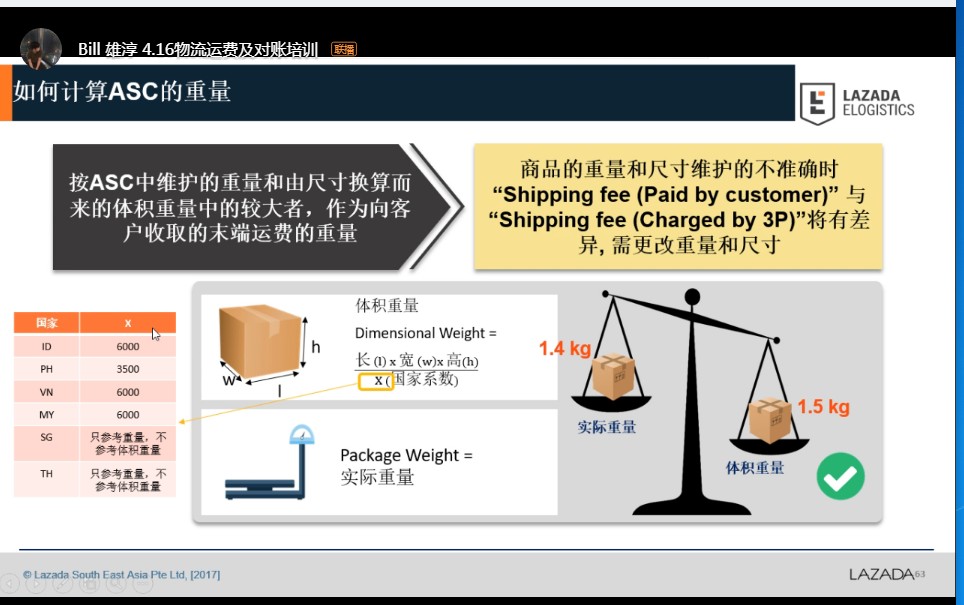 Bill 雄淳 4.16物流运费及对账培训 联播
如何计算ASC的重量
LAZADA
ELOGISTICS
按ASC中维护的重量和由尺寸换算而
来的体积重量中的较大者，作为向客
户收取的末端运费的重量
商品的重量和尺寸维护的不准确时
“Shipping fee (Paid by customer)” 与
“Shipping fee (Charged by 3P)”将有差
异, 需更改重量和尺寸
国家 X
ID 6000
PH 3500
VN 6000
MY 6000
SG 只参考重量，不
参考体积重量
TH 只参考重量，不
参考体积重量
h
w
l
体积重量
Dimensional Weight =
长 (l) x 宽 (w)x 高(h)
X (国家系数)
Package Weight =
实际重量
1.4 kg
实际重量
1.5 kg
体积重量
© Lazada South East Asia Pte Ltd, [2017]
LAZADA 63